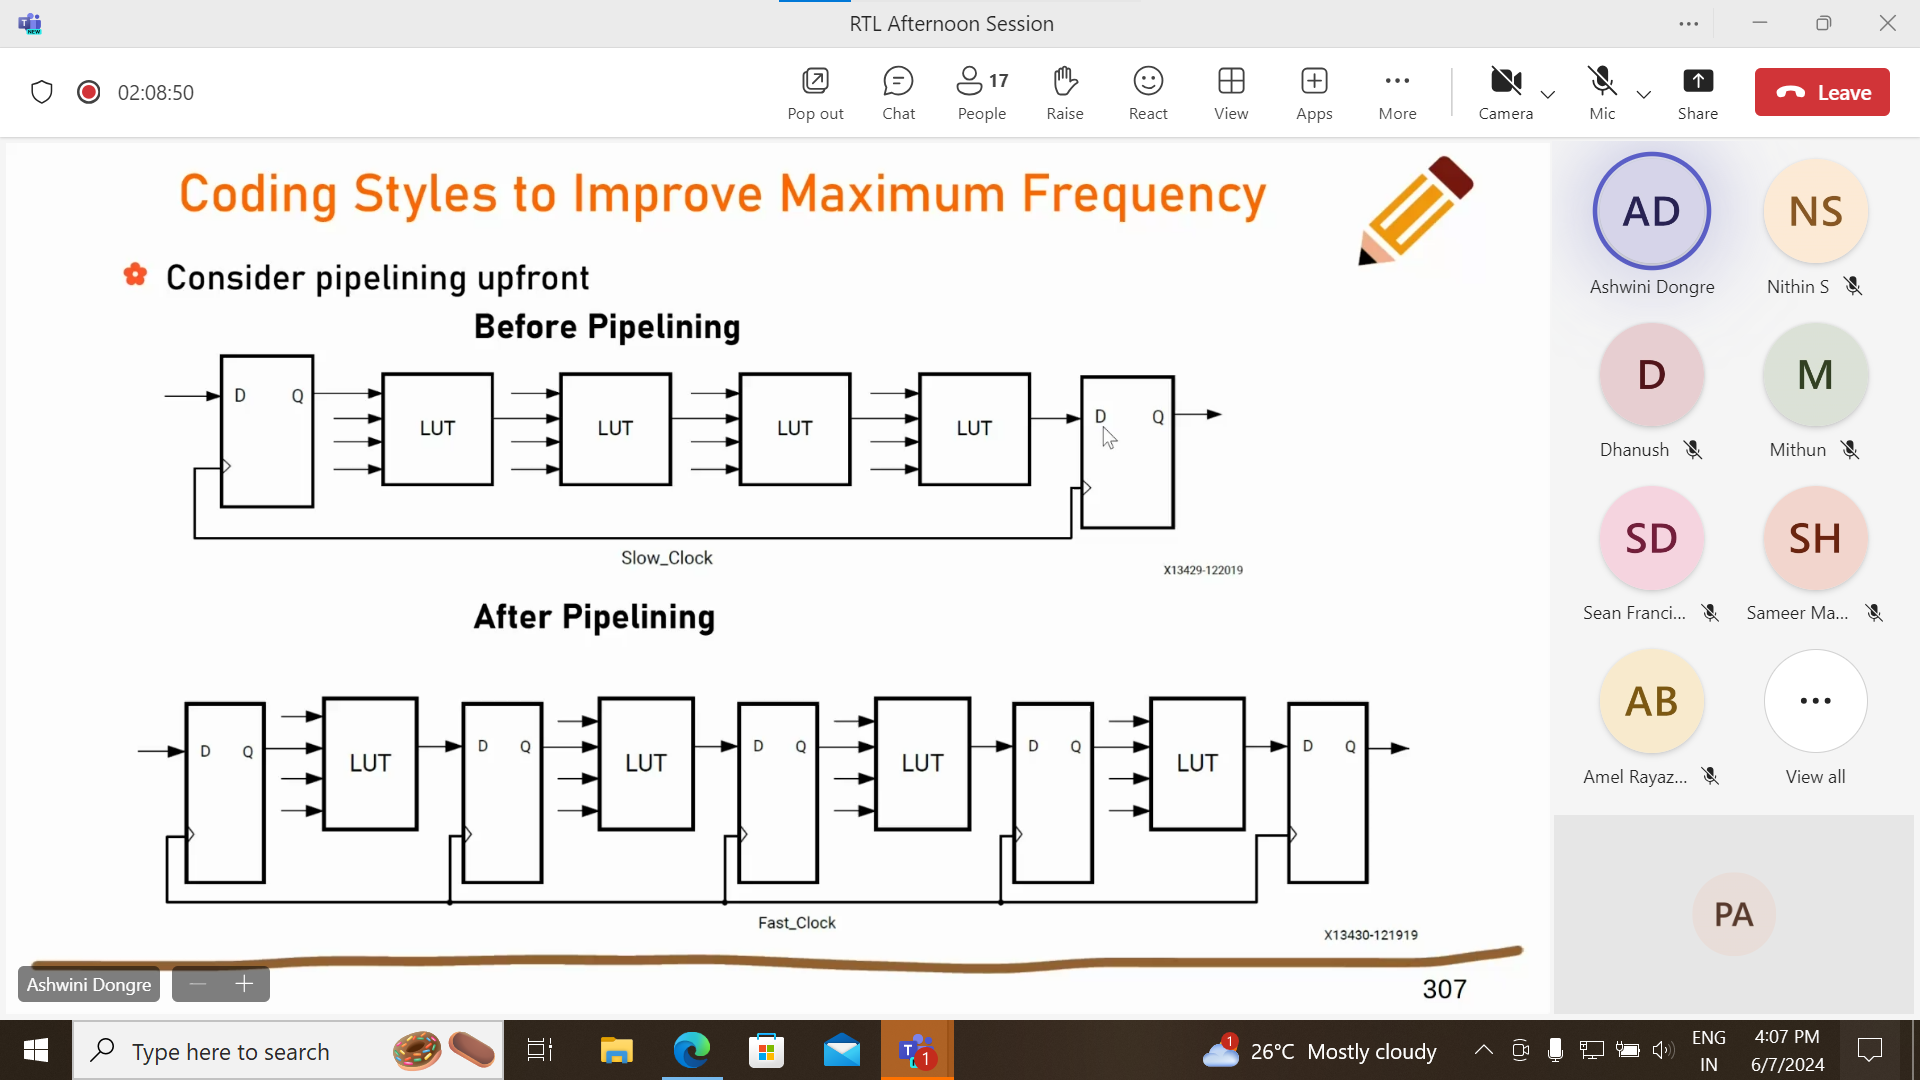 RTL Afternoon Session
NEW
02:08:50
Pop out
Chat
17
People
Raise
React
View
Apps
More
Camera
Mic
Share
Leave
Coding Styles to Improve Maximum Frequency
Consider pipelining upfront
Before Pipelining
D Q LUT LUT LUT LUT D Q
Slow_Clock
X13429-122019
After Pipelining
D Q LUT D Q LUT D Q LUT D Q LUT D Q
Fast_Clock
X13430-121919
307
Ashwini Dongre
AD NS
Ashwini Dongre Nithin S
D M
Dhanush Mithun
SD SH
Sean Franci... Sameer Ma...
AB ...
Amel Rayaz... View all
PA
Type here to search
1
1
26°C Mostly cloudy
ENG
IN
4:07 PM
6/7/2024